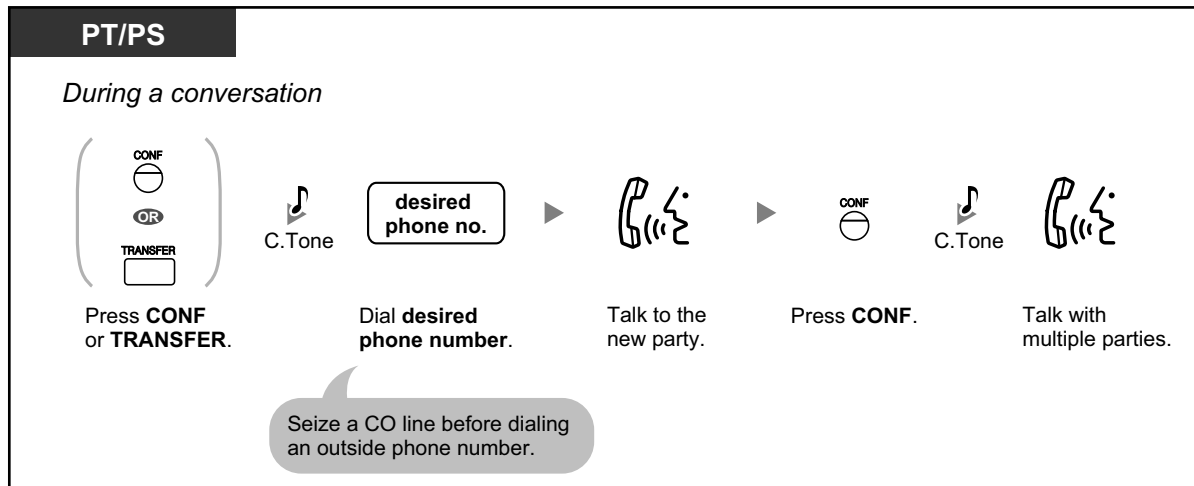 PT/PS
During a conversation
CONF
OR
TRANSFER
C.Tone
desired
phone no.
CONF
C.Tone
Press CONF
or TRANSFER.
Dial desired
phone number.
Talk to the
new party.
Press CONF.
Talk with
multiple parties.
Seize a CO line before dialing
an outside phone number.